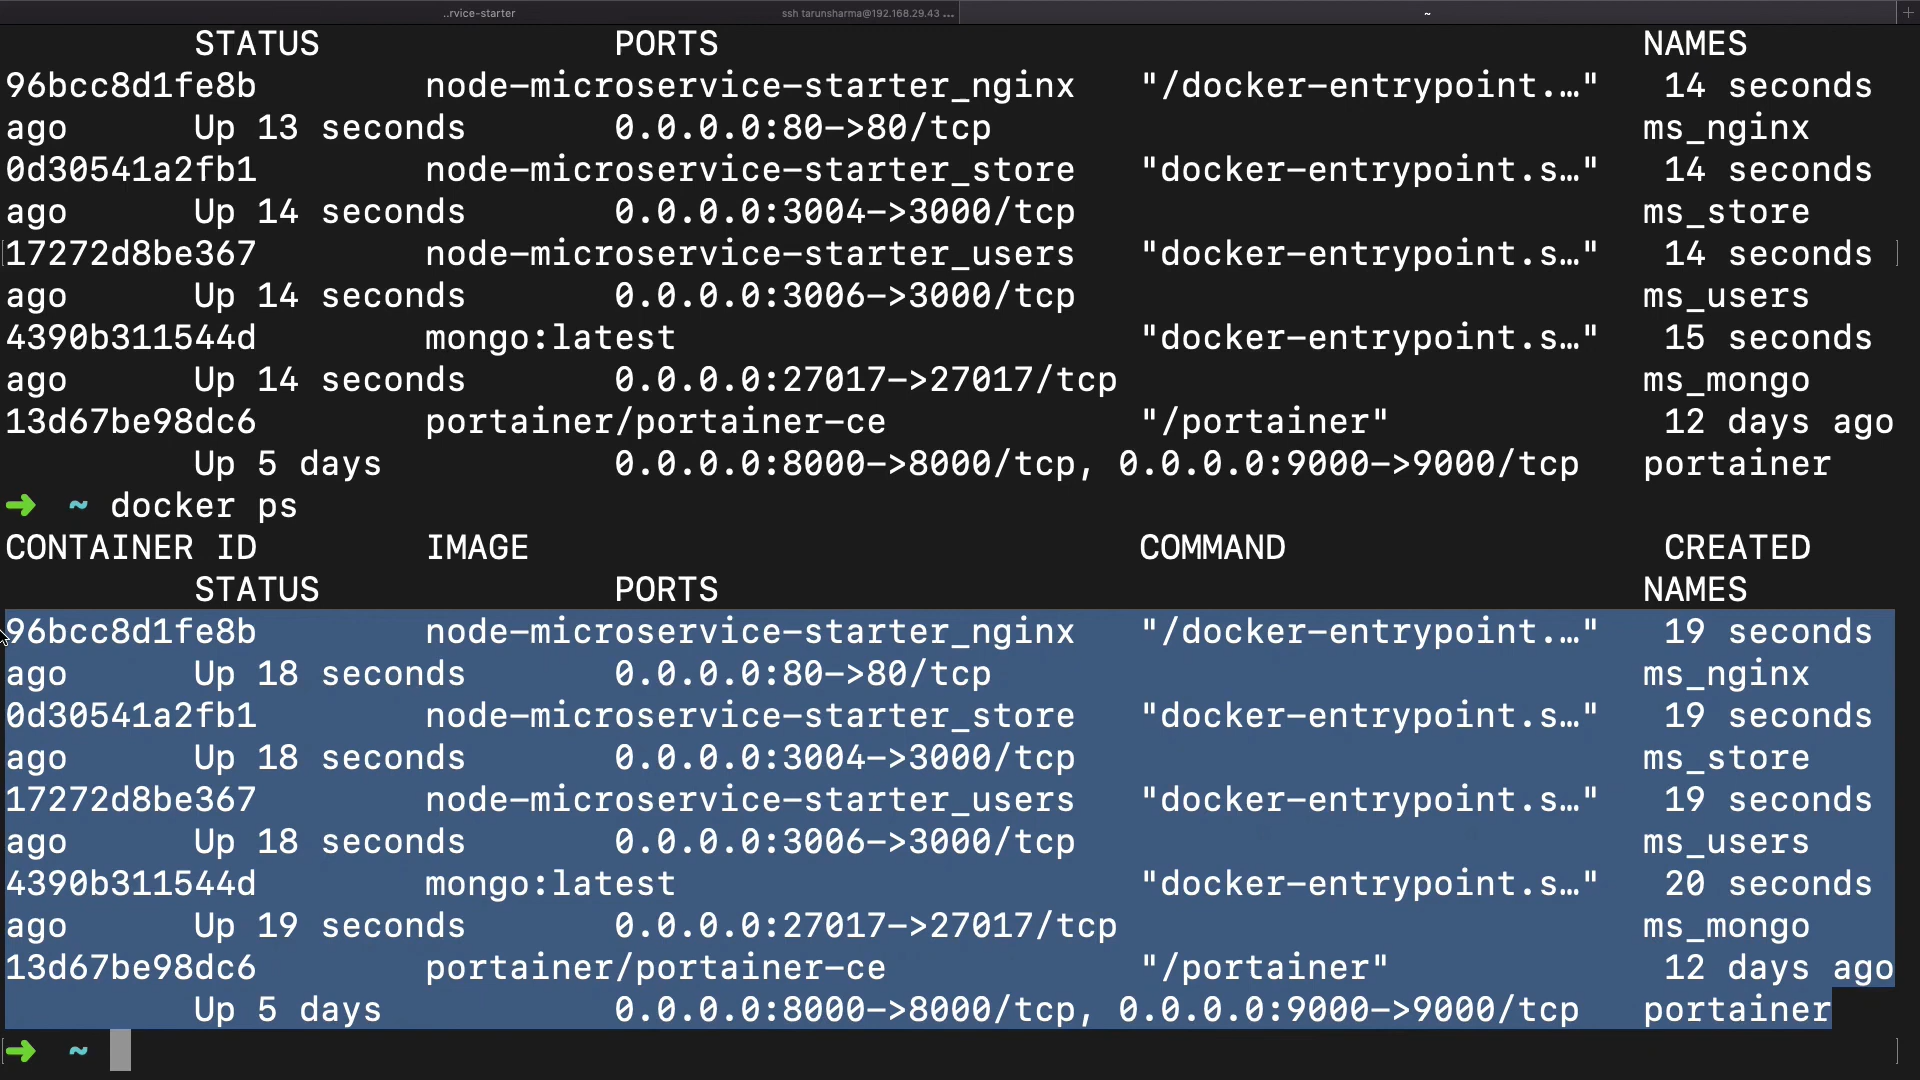 ..rvice-starter ssh tarunsharma@192.168.29.43 ... ~ +
STATUS PORTS NAMES
96bcc8d1fe8b node-microservice-starter_nginx "/docker-entrypoint.…" 14 seconds
ago Up 13 seconds 0.0.0.0:80->80/tcp ms_nginx
0d30541a2fb1 node-microservice-starter_store "docker-entrypoint.s…" 14 seconds
ago Up 14 seconds 0.0.0.0:3004->3000/tcp ms_store
17272d8be367 node-microservice-starter_users "docker-entrypoint.s…" 14 seconds
ago Up 14 seconds 0.0.0.0:3006->3000/tcp ms_users
4390b311544d mongo:latest "docker-entrypoint.s…" 15 seconds
ago Up 14 seconds 0.0.0.0:27017->27017/tcp ms_mongo
13d67be98dc6 portainer/portainer-ce "/portainer" 12 days ago
Up 5 days 0.0.0.0:8000->8000/tcp, 0.0.0.0:9000->9000/tcp portainer
➜ ~ docker ps
CONTAINER ID IMAGE COMMAND CREATED
STATUS PORTS NAMES
96bcc8d1fe8b node-microservice-starter_nginx "/docker-entrypoint.…" 19 seconds
ago Up 18 seconds 0.0.0.0:80->80/tcp ms_nginx
0d30541a2fb1 node-microservice-starter_store "docker-entrypoint.s…" 19 seconds
ago Up 18 seconds 0.0.0.0:3004->3000/tcp ms_store
17272d8be367 node-microservice-starter_users "docker-entrypoint.s…" 19 seconds
ago Up 18 seconds 0.0.0.0:3006->3000/tcp ms_users
4390b311544d mongo:latest "docker-entrypoint.s…" 20 seconds
ago Up 19 seconds 0.0.0.0:27017->27017/tcp ms_mongo
13d67be98dc6 portainer/portainer-ce "/portainer" 12 days ago
Up 5 days 0.0.0.0:8000->8000/tcp, 0.0.0.0:9000->9000/tcp portainer
➜ ~